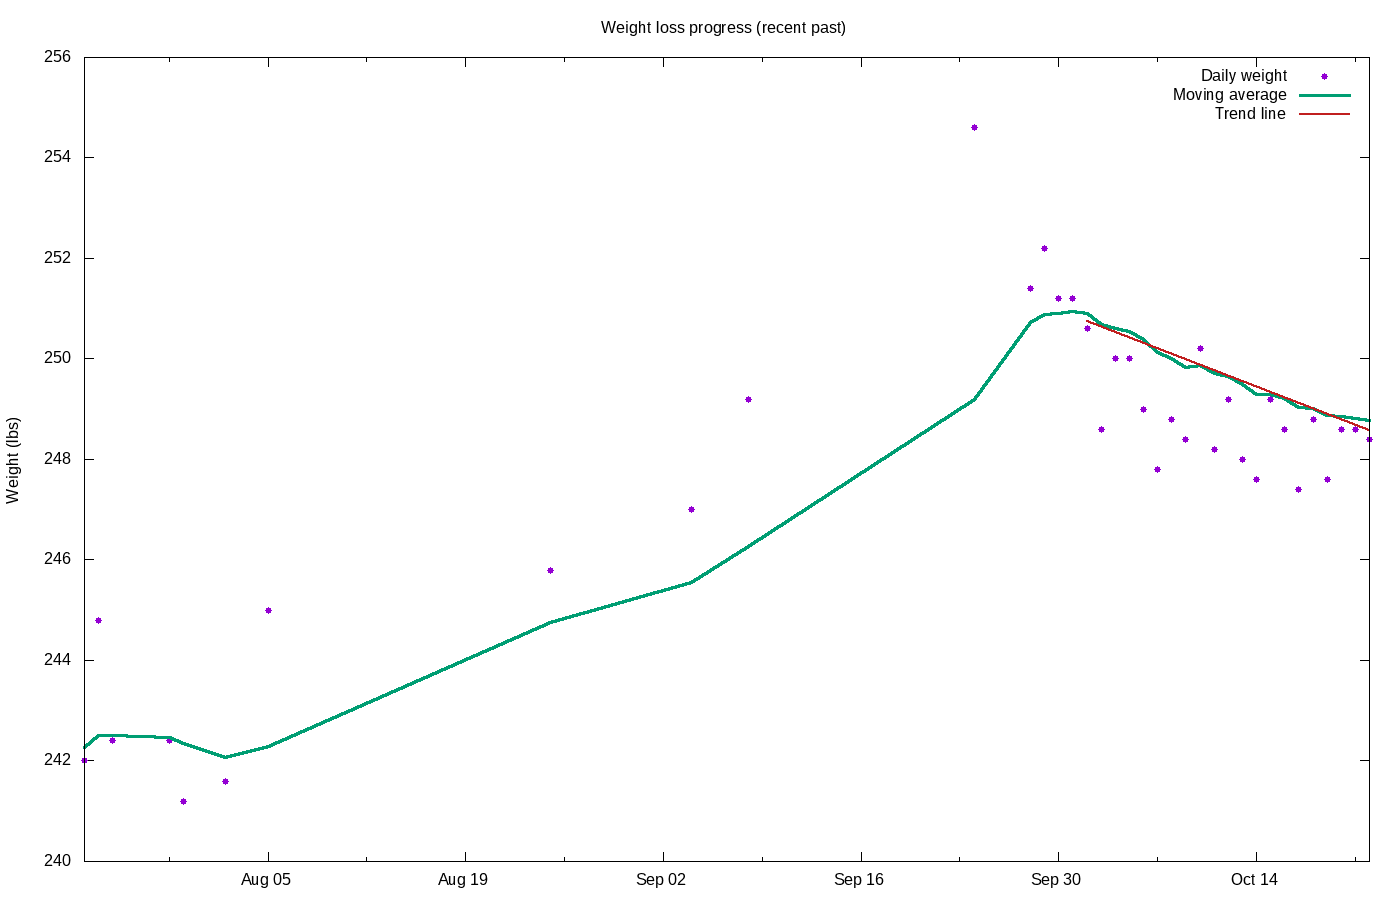 Weight loss progress (recent past)
Daily weight
Moving average
Trend line
Weight (lbs)
256
254
252
250
248
246
244
242
240
Aug 05
Aug 19
Sep 02
Sep 16
Sep 30
Oct 14